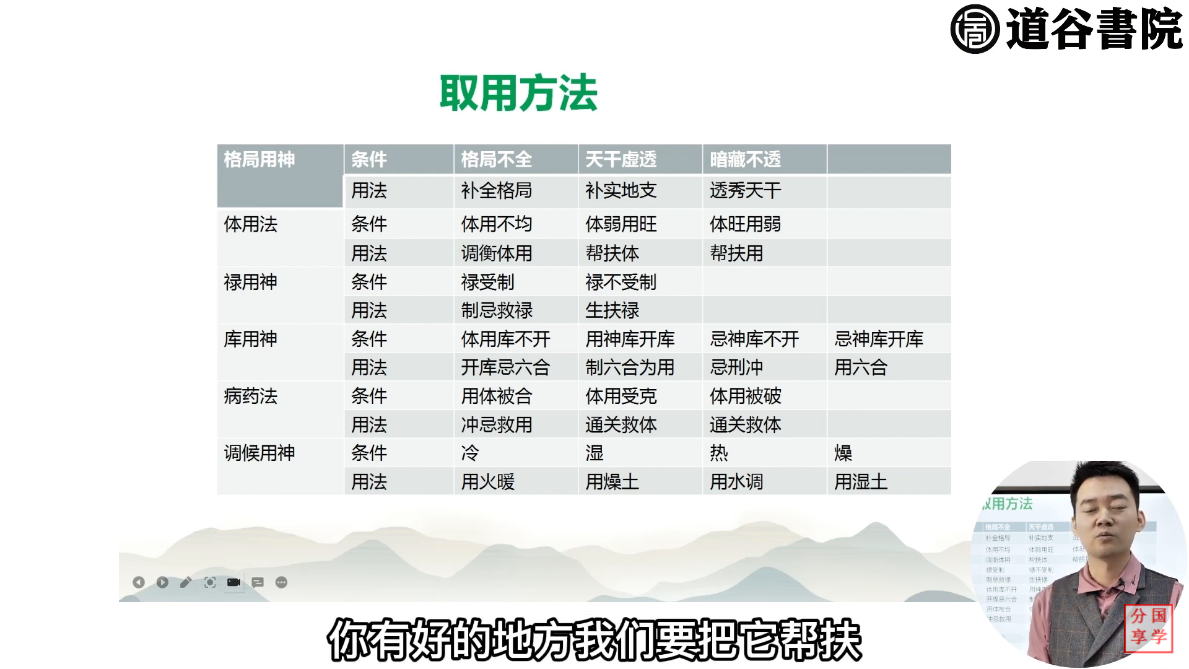 道谷書院
取用方法
格局用神 条件 格局不全 天干虚透 暗藏不透
用法 补全格局 补实地支 透秀天干
体用法 条件 体用不均 体弱用旺 体旺用弱
用法 调衡体用 帮扶体 帮扶用
禄用神 条件 禄受制 禄不受制
用法 制忌救禄 生扶禄
库用神 条件 体用库不开 用神库开库 忌神库不开 忌神库开库
用法 开库忌六合 制六合为用 忌刑冲 用六合
病药法 条件 用体被合 体用受克 体用被破
用法 冲忌救用 通关救体 通关救体
调候用神 条件 冷 湿 热 燥
用法 用火暖 用燥土 用水调 用湿土
取用方法
分国
享学
你有好的地方我们要把它帮扶